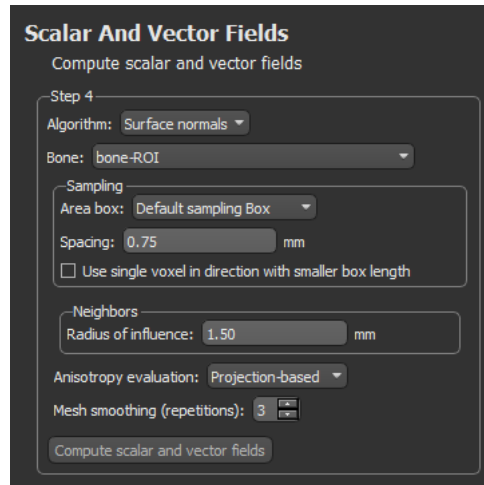 Scalar And Vector Fields
Compute scalar and vector fields
Step 4
Algorithm: Surface normals
Bone: bone-ROI
Sampling
Area box: Default sampling Box
Spacing: 0.75 mm
Use single voxel in direction with smaller box length
Neighbors
Radius of influence: 1.50 mm
Anisotropy evaluation: Projection-based
Mesh smoothing (repetitions): 3
Compute scalar and vector fields